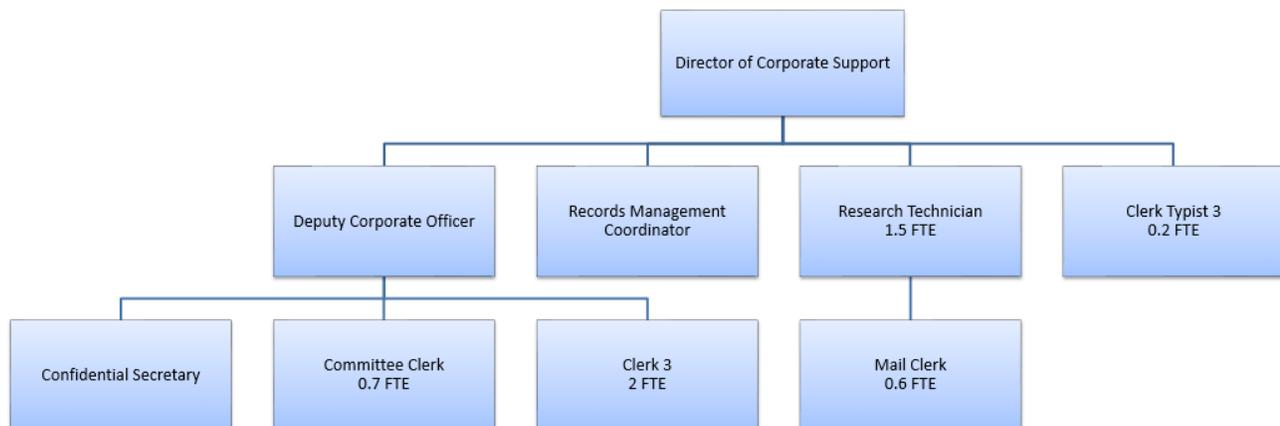 Director of Corporate Support
Deputy Corporate Officer
Records Management
Coordinator
Research Technician
1.5 FTE
Clerk Typist 3
0.2 FTE
Confidential Secretary
Committee Clerk
0.7 FTE
Clerk 3
2 FTE
Mail Clerk
0.6 FTE